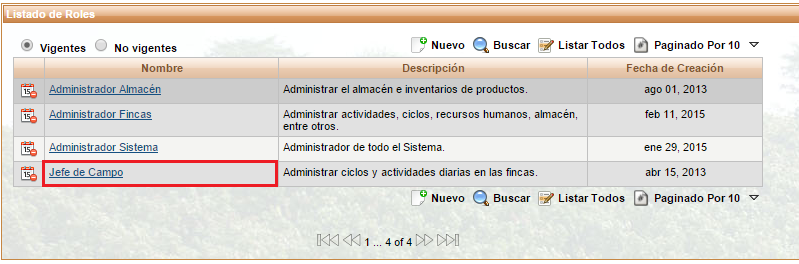 Listado de Roles
Vigentes No vigentes Nuevo Buscar Listar Todos Paginado Por 10
Nombre Descripción Fecha de Creación
15 Administrador Almacén Administrar el almacén e inventarios de productos. ago 01, 2013
15 Administrador Fincas Administrar actividades, ciclos, recursos humanos, almacén, feb 11, 2015
entre otros.
15 Administrador Sistema Administrador de todo el Sistema. ene 29, 2015
15 Jefe de Campo Administrar ciclos y actividades diarias en las fincas. abr 15, 2013
Nuevo Buscar Listar Todos Paginado Por 10
1 ... 4 of 4